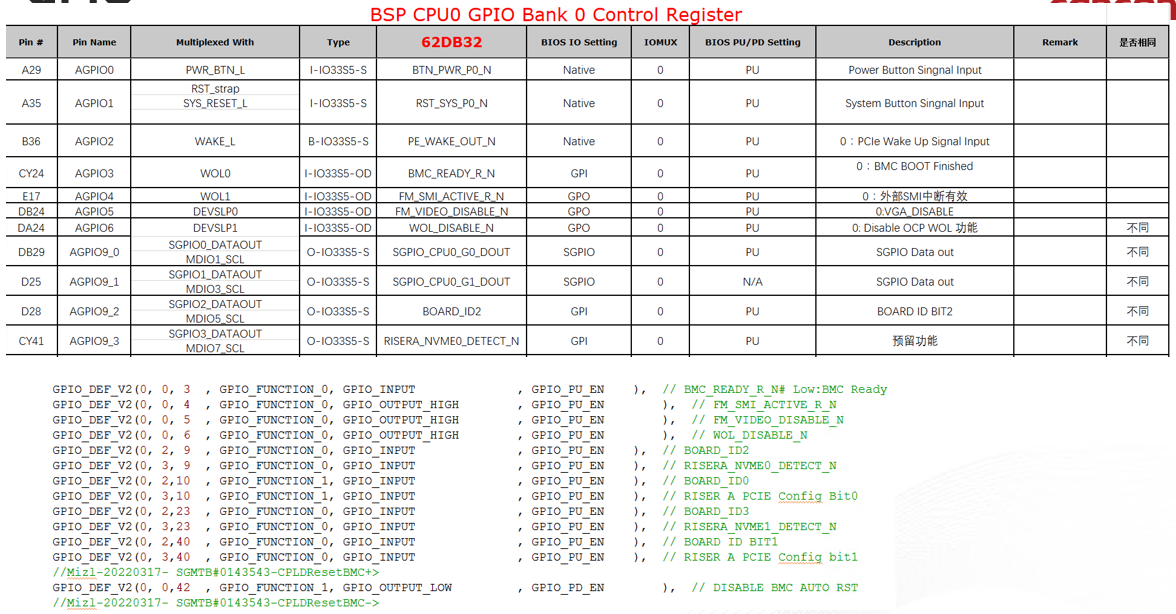 BSP CPU0 GPIO Bank 0 Control Register
Pin # Pin Name Multiplexed With Type 62DB32 BIOS IO Setting IOMUX BIOS PU/PD Setting Description Remark 是否相同
A29 AGPIO0 PWR_BTN_L I-IO33S5-S BTN_PWR_P0_N Native 0 PU Power Button Singnal Input
RST_strap
A35 AGPIO1 SYS_RESET_L I-IO33S5-S RST_SYS_P0_N Native 0 PU System Button Singnal Input
B36 AGPIO2 WAKE_L B-IO33S5-S PE_WAKE_OUT_N Native 0 PU 0：PCIe Wake Up Signal Input
CY24 AGPIO3 WOL0 I-IO33S5-OD BMC_READY_R_N GPI 0 PU 0：BMC BOOT Finished
E17 AGPIO4 WOL1 I-IO33S5-OD FM_SMI_ACTIVE_R_N GPO 0 PU 0：外部SMI中断有效
DB24 AGPIO5 DEVSLP0 I-IO33S5-OD FM_VIDEO_DISABLE_N GPO 0 PU 0:VGA_DISABLE
DA24 AGPIO6 DEVSLP1 I-IO33S5-OD WOL_DISABLE_N GPO 0 PU 0: Disable OCP WOL 功能 不同
SGPIO0_DATAOUT
DB29 AGPIO9_0 MDIO1_SCL O-IO33S5-S SGPIO_CPU0_G0_DOUT SGPIO 0 PU SGPIO Data out 不同
SGPIO1_DATAOUT
D25 AGPIO9_1 MDIO3_SCL O-IO33S5-S SGPIO_CPU0_G1_DOUT SGPIO 0 N/A SGPIO Data out 不同
SGPIO2_DATAOUT
D28 AGPIO9_2 MDIO5_SCL O-IO33S5-S BOARD_ID2 GPI 0 PU BOARD ID BIT2 不同
SGPIO3_DATAOUT
CY41 AGPIO9_3 MDIO7_SCL O-IO33S5-S RISERA_NVME0_DETECT_N GPI 0 PU 预留功能 不同
GPIO_DEF_V2(0, 0, 3 , GPIO_FUNCTION_0, GPIO_INPUT , GPIO_PU_EN ), // BMC_READY_R_N# Low:BMC Ready
GPIO_DEF_V2(0, 0, 4 , GPIO_FUNCTION_0, GPIO_OUTPUT_HIGH , GPIO_PU_EN ), // FM_SMI_ACTIVE_R_N
GPIO_DEF_V2(0, 0, 5 , GPIO_FUNCTION_0, GPIO_OUTPUT_HIGH , GPIO_PU_EN ), // FM_VIDEO_DISABLE_N
GPIO_DEF_V2(0, 0, 6 , GPIO_FUNCTION_0, GPIO_OUTPUT_HIGH , GPIO_PU_EN ), // WOL_DISABLE_N
GPIO_DEF_V2(0, 2, 9 , GPIO_FUNCTION_0, GPIO_INPUT , GPIO_PU_EN ), // BOARD_ID2
GPIO_DEF_V2(0, 3, 9 , GPIO_FUNCTION_0, GPIO_INPUT , GPIO_PU_EN ), // RISERA_NVME0_DETECT_N
GPIO_DEF_V2(0, 2,10 , GPIO_FUNCTION_1, GPIO_INPUT , GPIO_PU_EN ), // BOARD_ID0
GPIO_DEF_V2(0, 3,10 , GPIO_FUNCTION_1, GPIO_INPUT , GPIO_PU_EN ), // RISER A PCIE Config Bit0
GPIO_DEF_V2(0, 2,23 , GPIO_FUNCTION_0, GPIO_INPUT , GPIO_PU_EN ), // BOARD_ID3
GPIO_DEF_V2(0, 3,23 , GPIO_FUNCTION_0, GPIO_INPUT , GPIO_PU_EN ), // RISERA_NVME1_DETECT_N
GPIO_DEF_V2(0, 2,40 , GPIO_FUNCTION_0, GPIO_INPUT , GPIO_PU_EN ), // BOARD ID BIT1
GPIO_DEF_V2(0, 3,40 , GPIO_FUNCTION_0, GPIO_INPUT , GPIO_PU_EN ), // RISER A PCIE Config bit1
//Mizl-20220317- SGMTB#0143543-CPLDResetBMC+>
GPIO_DEF_V2(0, 0,42 , GPIO_FUNCTION_1, GPIO_OUTPUT_LOW , GPIO_PD_EN ), // DISABLE BMC AUTO RST
//Mizl-20220317- SGMTB#0143543-CPLDResetBMC->